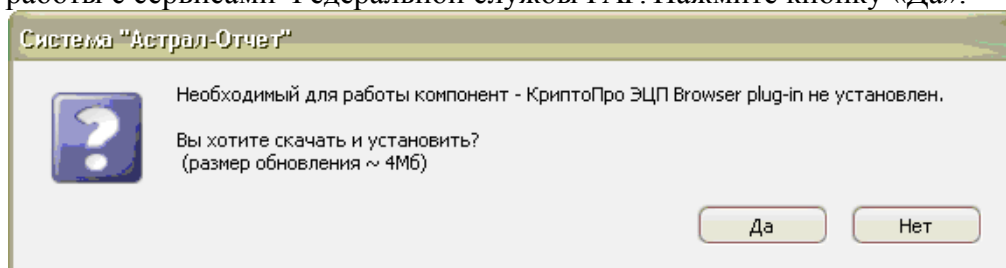 работы с сервисами Федеральной службы РАР. Нажмите кнопку «Да».
Система "Астрал-Отчет"
Необходимый для работы компонент - КриптоПро ЭЦП Browser plug-in не установлен.
Вы хотите скачать и установить?
(размер обновления ~ 4Мб)
Да
Нет